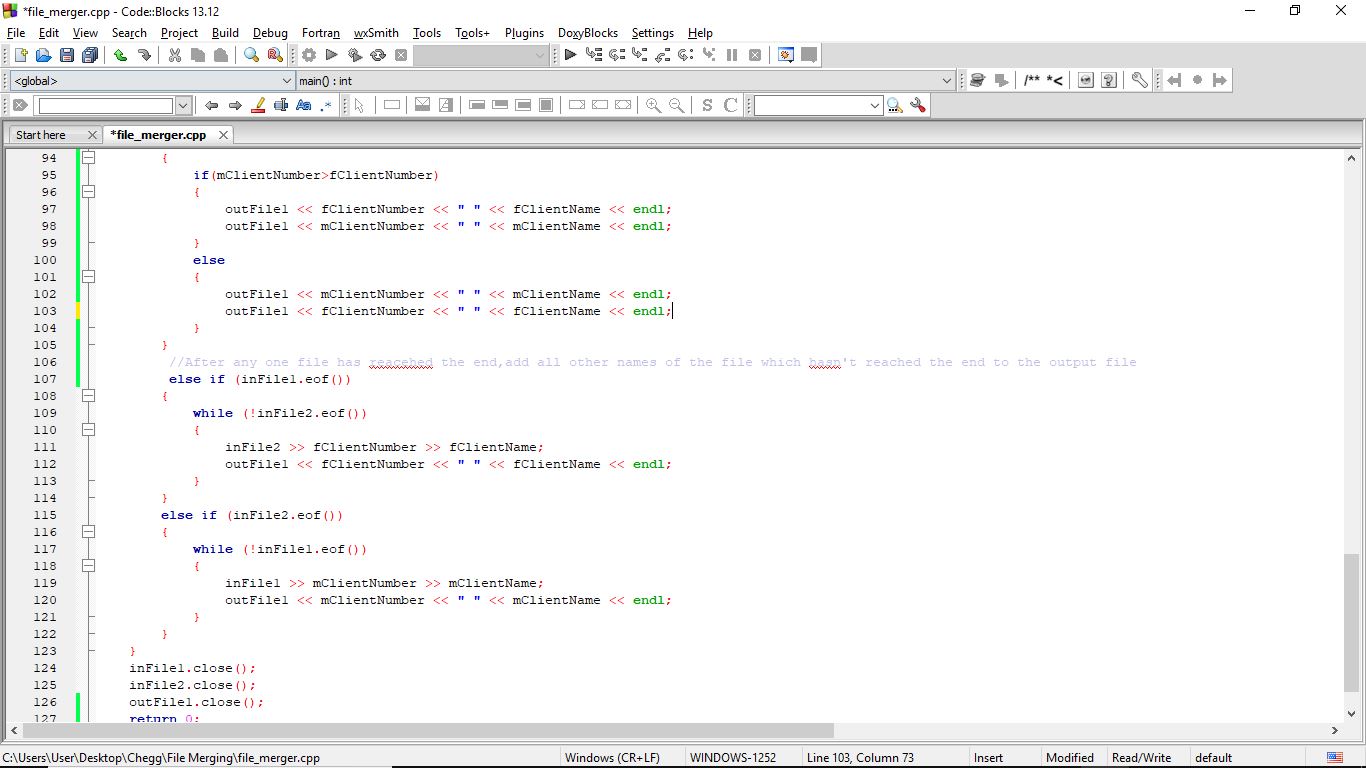 *file_merger.cpp - Code::Blocks 13.12
File Edit View Search Project Build Debug Fortran wxSmith Tools Tools+ Plugins DoxyBlocks Settings Help
<global> main() : int /** *<
Aa .* S C
Start here *file_merger.cpp
94 {
95 if(mClientNumber>fClientNumber)
96 {
97 outFile1 << fClientNumber << " " << fClientName << endl;
98 outFile1 << mClientNumber << " " << mClientName << endl;
99 }
100 else
101 {
102 outFile1 << mClientNumber << " " << mClientName << endl;
103 outFile1 << fClientNumber << " " << fClientName << endl;
104 }
105 }
106 //After any one file has reacehed the end,add all other names of the file which hasn't reached the end to the output file
107 else if (inFile1.eof())
108 {
109 while (!inFile2.eof())
110 {
111 inFile2 >> fClientNumber >> fClientName;
112 outFile1 << fClientNumber << " " << fClientName << endl;
113 }
114 }
115 else if (inFile2.eof())
116 {
117 while (!inFile1.eof())
118 {
119 inFile1 >> mClientNumber >> mClientName;
120 outFile1 << mClientNumber << " " << mClientName << endl;
121 }
122 }
123 }
124 inFile1.close();
125 inFile2.close();
126 outFile1.close();
127 return 0;
C:\Users\User\Desktop\Chegg\File Merging\file_merger.cpp Windows (CR+LF) WINDOWS-1252 Line 103, Column 73 Insert Modified Read/Write default